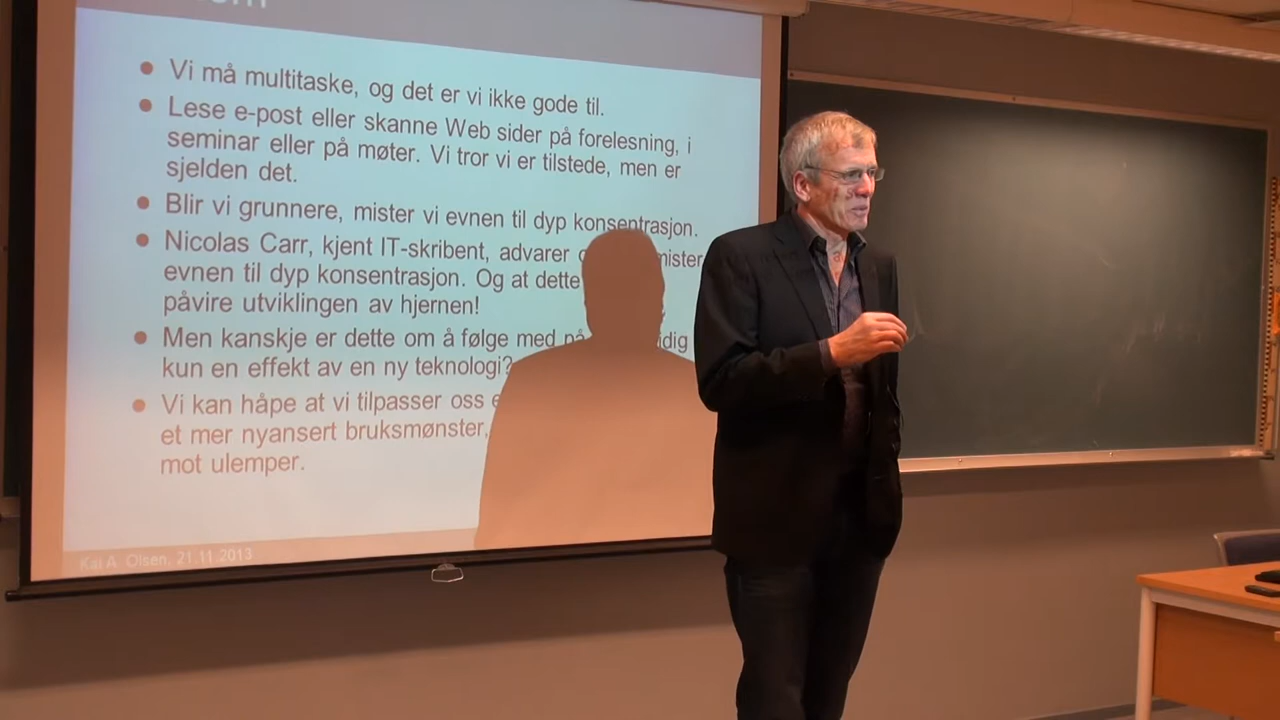 Vi må multitaske, og det er vi ikke gode til.
Lese e-post eller skanne Web sider på forelesning, i
seminar eller på møter. Vi tror vi er tilstede, men er
sjelden det.
Blir vi grunnere, mister vi evnen til dyp konsentrasjon.
Nicolas Carr, kjent IT-skribent, advarer mister
evnen til dyp konsentrasjon. Og at dette
påvire utviklingen av hjernen!
Men kanskje er dette om å følge med på
kun en effekt av en ny teknologi?
Vi kan håpe at vi tilpasser oss
et mer nyansert bruksmønster,
mot ulemper.
Kai A. Olsen, 21.11.2013